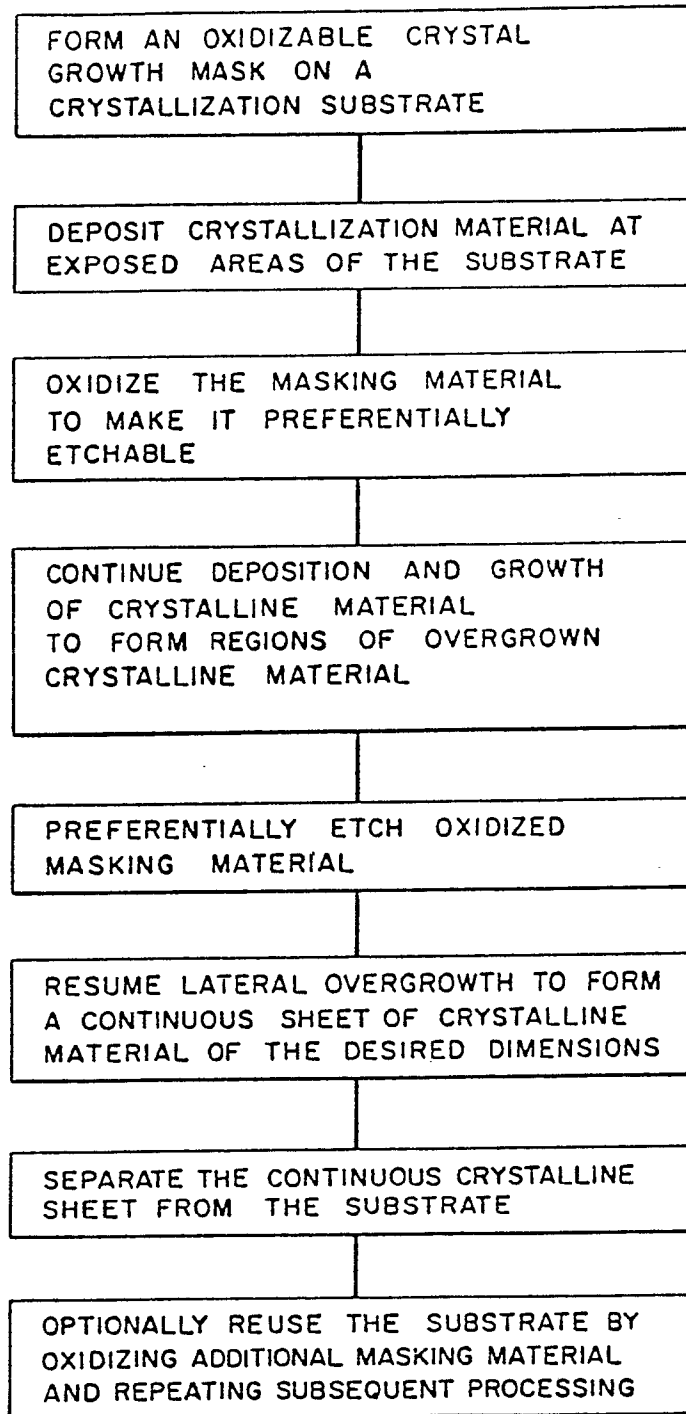 FORM AN OXIDIZABLE CRYSTAL
GROWTH MASK ON A
CRYSTALLIZATION SUBSTRATE
DEPOSIT CRYSTALLIZATION MATERIAL AT
EXPOSED AREAS OF THE SUBSTRATE
OXIDIZE THE MASKING MATERIAL
TO MAKE IT PREFERENTIALLY
ETCHABLE
CONTINUE DEPOSITION AND GROWTH
OF CRYSTALLINE MATERIAL
TO FORM REGIONS OF OVERGROWN
CRYSTALLINE MATERIAL
PREFERENTIALLY ETCH OXIDIZED
MASKING MATERIAL
RESUME LATERAL OVERGROWTH TO FORM
A CONTINUOUS SHEET OF CRYSTALLINE
MATERIAL OF THE DESIRED DIMENSIONS
SEPARATE THE CONTINUOUS CRYSTALLINE
SHEET FROM THE SUBSTRATE
OPTIONALLY REUSE THE SUBSTRATE BY
OXIDIZING ADDITIONAL MASKING MATERIAL
AND REPEATING SUBSEQUENT PROCESSING